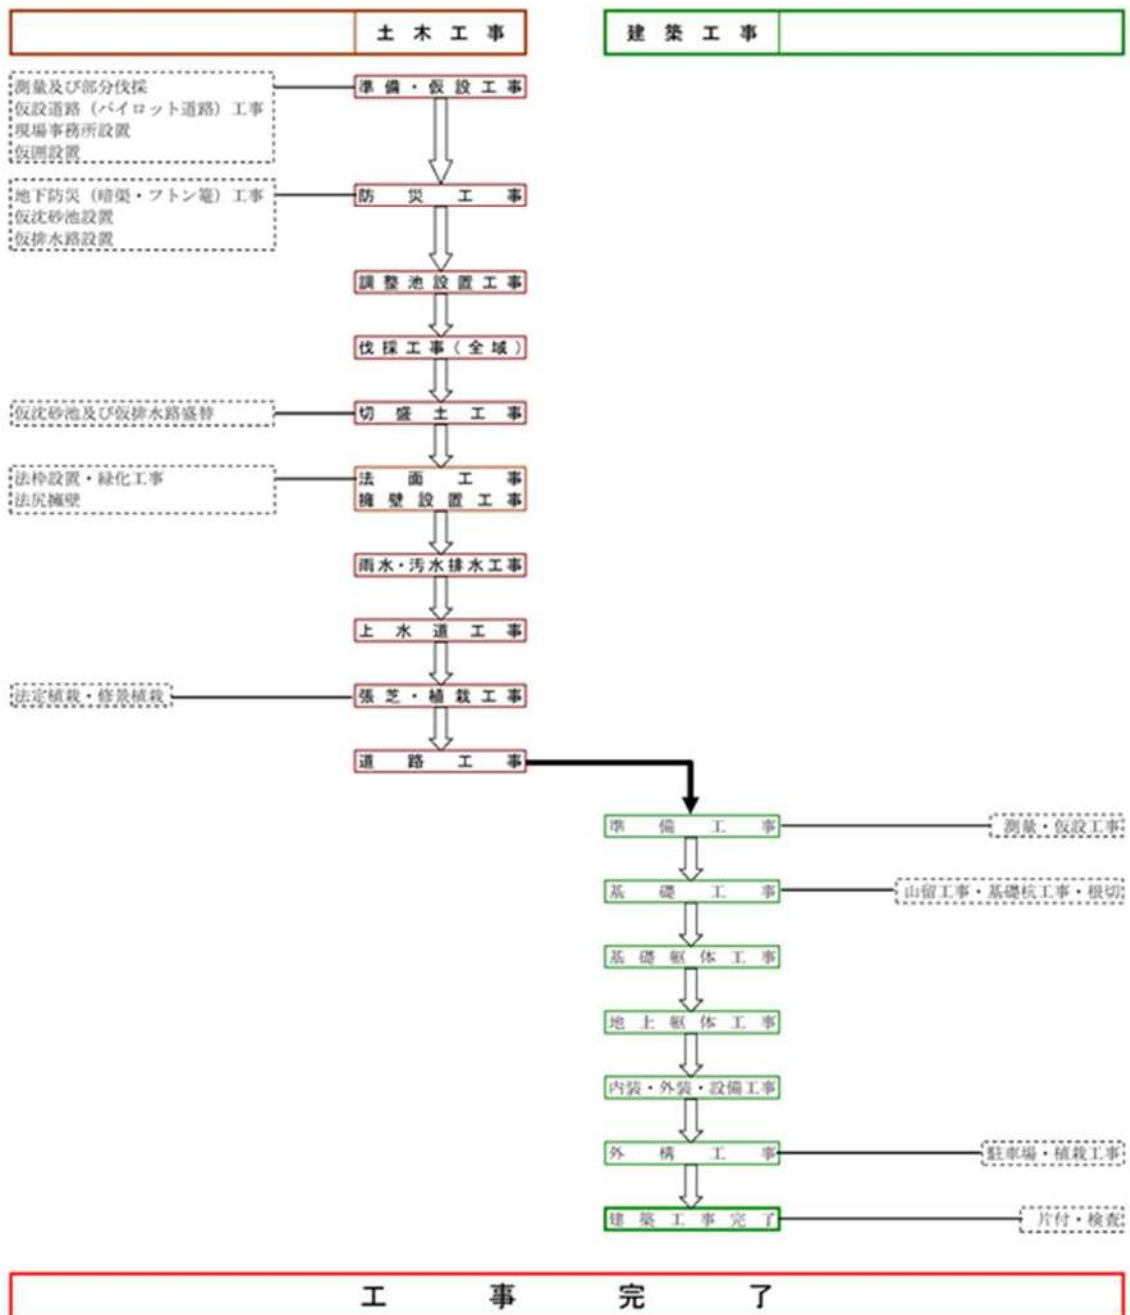 土木工事
建築工事
測量及び部分伐採
仮設道路（パイロット道路）工事
現場事務所設置
仮囲設置
準備・仮設工事
地下防災（暗渠・フトン篭）工事
仮沈砂池設置
仮排水路設置
防災工事
調整池設置工事
伐採工事（全域）
仮沈砂池及び仮排水路盛替
切盛土工事
法枠設置・緑化工事
法尻擁壁
法面工事
擁壁設置工事
雨水・汚水排水工事
上水道工事
法定植栽・修景植栽
張芝・植栽工事
道路工事
準備工事
測量・仮設工事
基礎工事
山留工事・基礎杭工事・根切
基礎躯体工事
地上躯体工事
内装・外装・設備工事
外構工事
駐車場・植栽工事
建築工事完了
片付・検査
工事完了